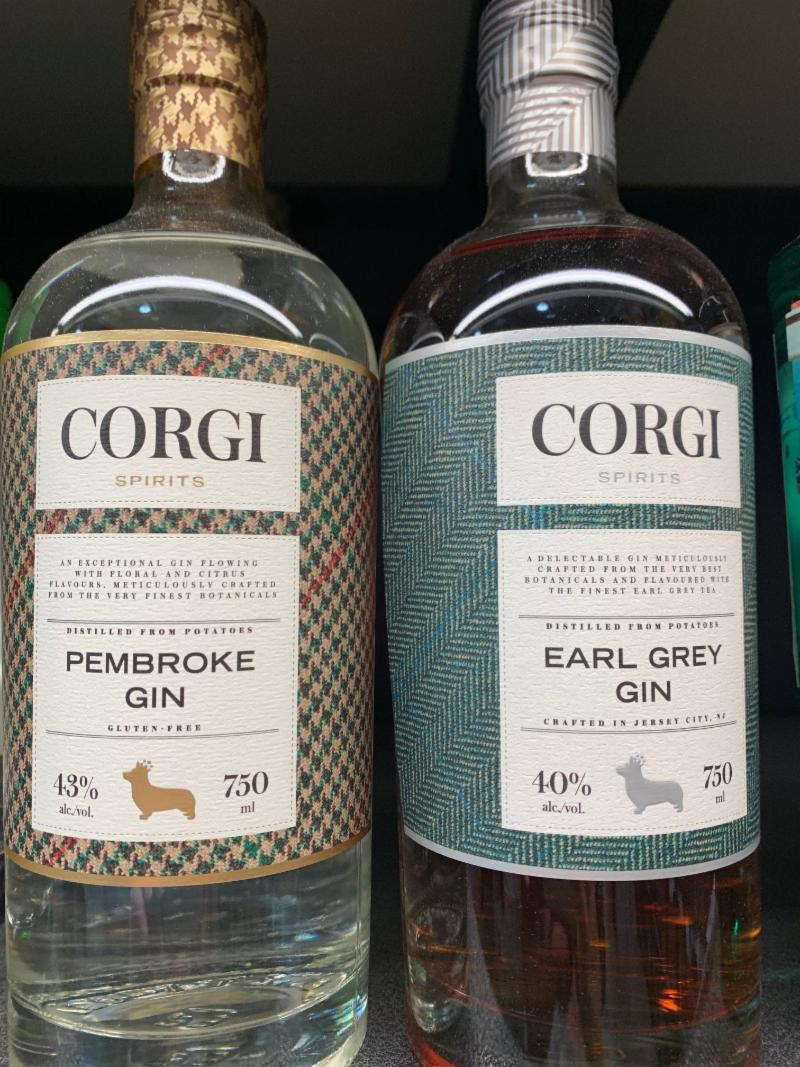 CORGI
SPIRITS
AN EXCEPTIONAL GIN FLOWING
WITH FLORAL AND CITRUS
FLAVOURS, METICULOUSLY CRAFTED
FROM THE VERY FINEST BOTANICALS
DISTILLED FROM POTATOES
PEMBROKE
GIN
GLUTEN-FREE
43%
alc./vol.
750
ml
CORGI
SPIRITS
A DELECTABLE GIN METICULOUSLY
CRAFTED FROM THE VERY BEST
BOTANICALS AND FLAVOURED WITH
THE FINEST EARL GREY TEA
DISTILLED FROM POTATOES
EARL GREY
GIN
CRAFTED IN JERSEY CITY, NJ
40%
alc./vol.
750
ml